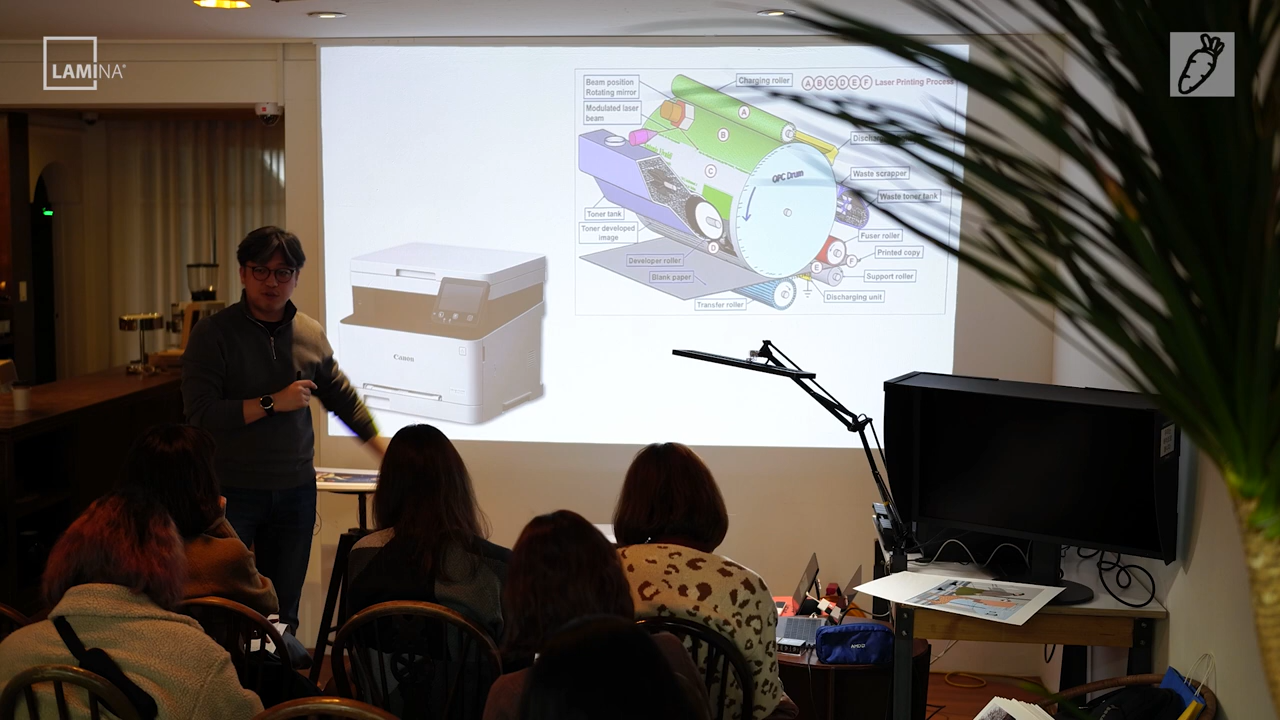 LAMINA
Beam position
Rotating mirror
Modulated laser
beam
Charging roller
A B C D E F Laser Printing Process
A
B
C
OPC Drum
Waste scrapper
Waste toner tank
Toner tank
Toner developed
image
D
Developer roller
Blank paper
Fuser roller
Printed copy
E
F
Support roller
Transfer roller
Discharging unit
Canon